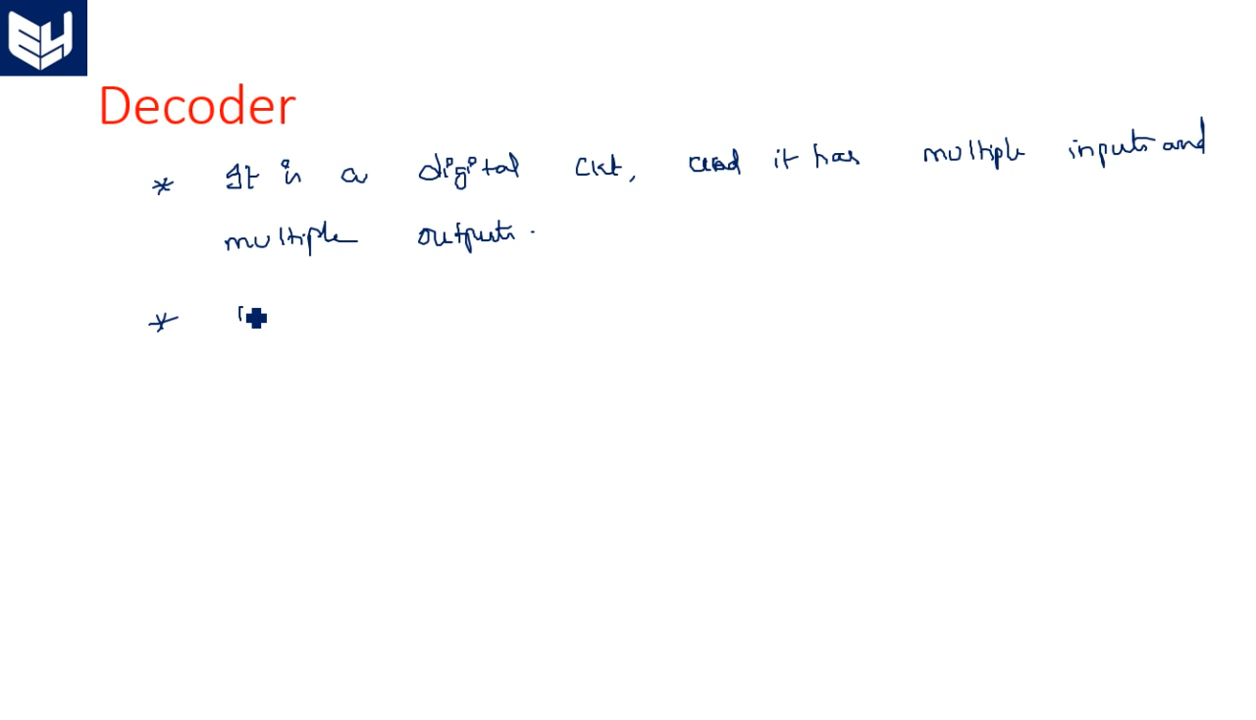 Decoder
* It is a digital ckt, and it has multiple inputs and
multiple outputs.
*